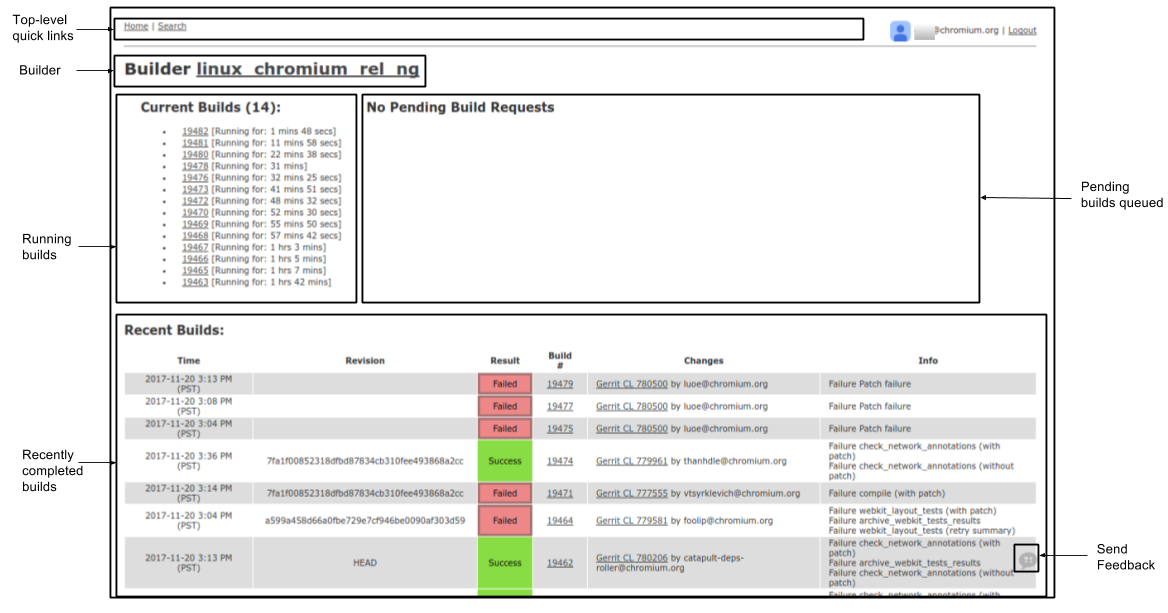 Top-level
quick links
Home | Search
@chromium.org | Logout
Builder
Builder linux_chromium_rel_ng
Current Builds (14):
19482 [Running for: 1 mins 48 secs]
19481 [Running for: 11 mins 58 secs]
19480 [Running for: 22 mins 38 secs]
19478 [Running for: 31 mins]
19476 [Running for: 32 mins 25 secs]
19473 [Running for: 41 mins 51 secs]
19472 [Running for: 48 mins 32 secs]
19470 [Running for: 52 mins 30 secs]
19469 [Running for: 55 mins 50 secs]
19468 [Running for: 57 mins 42 secs]
19467 [Running for: 1 hrs 3 mins]
19466 [Running for: 1 hrs 5 mins]
19465 [Running for: 1 hrs 7 mins]
19463 [Running for: 1 hrs 42 mins]
No Pending Build Requests
Pending
builds queued
Running
builds
Recent Builds:
Time Revision Result Build # Changes Info
2017-11-20 3:13 PM
(PST)
Failed 19479 Gerrit CL 780500 by luoe@chromium.org Failure Patch failure
2017-11-20 3:08 PM
(PST)
Failed 19477 Gerrit CL 780500 by luoe@chromium.org Failure Patch failure
2017-11-20 3:04 PM
(PST)
Failed 19475 Gerrit CL 780500 by luoe@chromium.org Failure Patch failure
Recently
completed
builds
2017-11-20 3:36 PM
(PST)
7fa1f00852318dfbd87834cb310fee493868a2cc Success 19474 Gerrit CL 779961 by thanhdle@chromium.org
Failure check_network_annotations (with
patch)
Failure check_network_annotations (without
patch)
2017-11-20 3:14 PM
(PST)
7fa1f00852318dfbd87834cb310fee493868a2cc Failed 19471 Gerrit CL 777555 by vtsyrklevich@chromium.org Failure compile (with patch)
2017-11-20 3:04 PM
(PST)
a599a458d66a0fbe729e7cf946be0090af303d59 Failed 19464 Gerrit CL 779581 by foolip@chromium.org
Failure webkit_layout_tests (with patch)
Failure archive_webkit_tests_results
Failure webkit_layout_tests (retry summary)
2017-11-20 3:13 PM
(PST)
HEAD Success 19462
Gerrit CL 780206 by catapult-deps-
roller@chromium.org
Failure check_network_annotations (with
patch)
Failure archive_webkit_tests_results
Failure check_network_annotations (without
patch)
Failure check_network_annotations (with
Send
Feedback